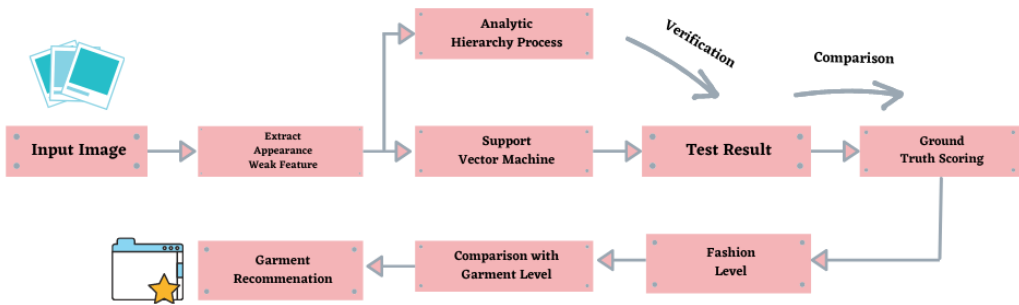 Analytic
Hierarchy Process
Verification
Comparison
Input Image
Extract
Appearance
Weak Feature
Support
Vector Machine
Test Result
Ground
Truth Scoring
Fashion
Level
Comparison with
Garment Level
Garment
Recommenation